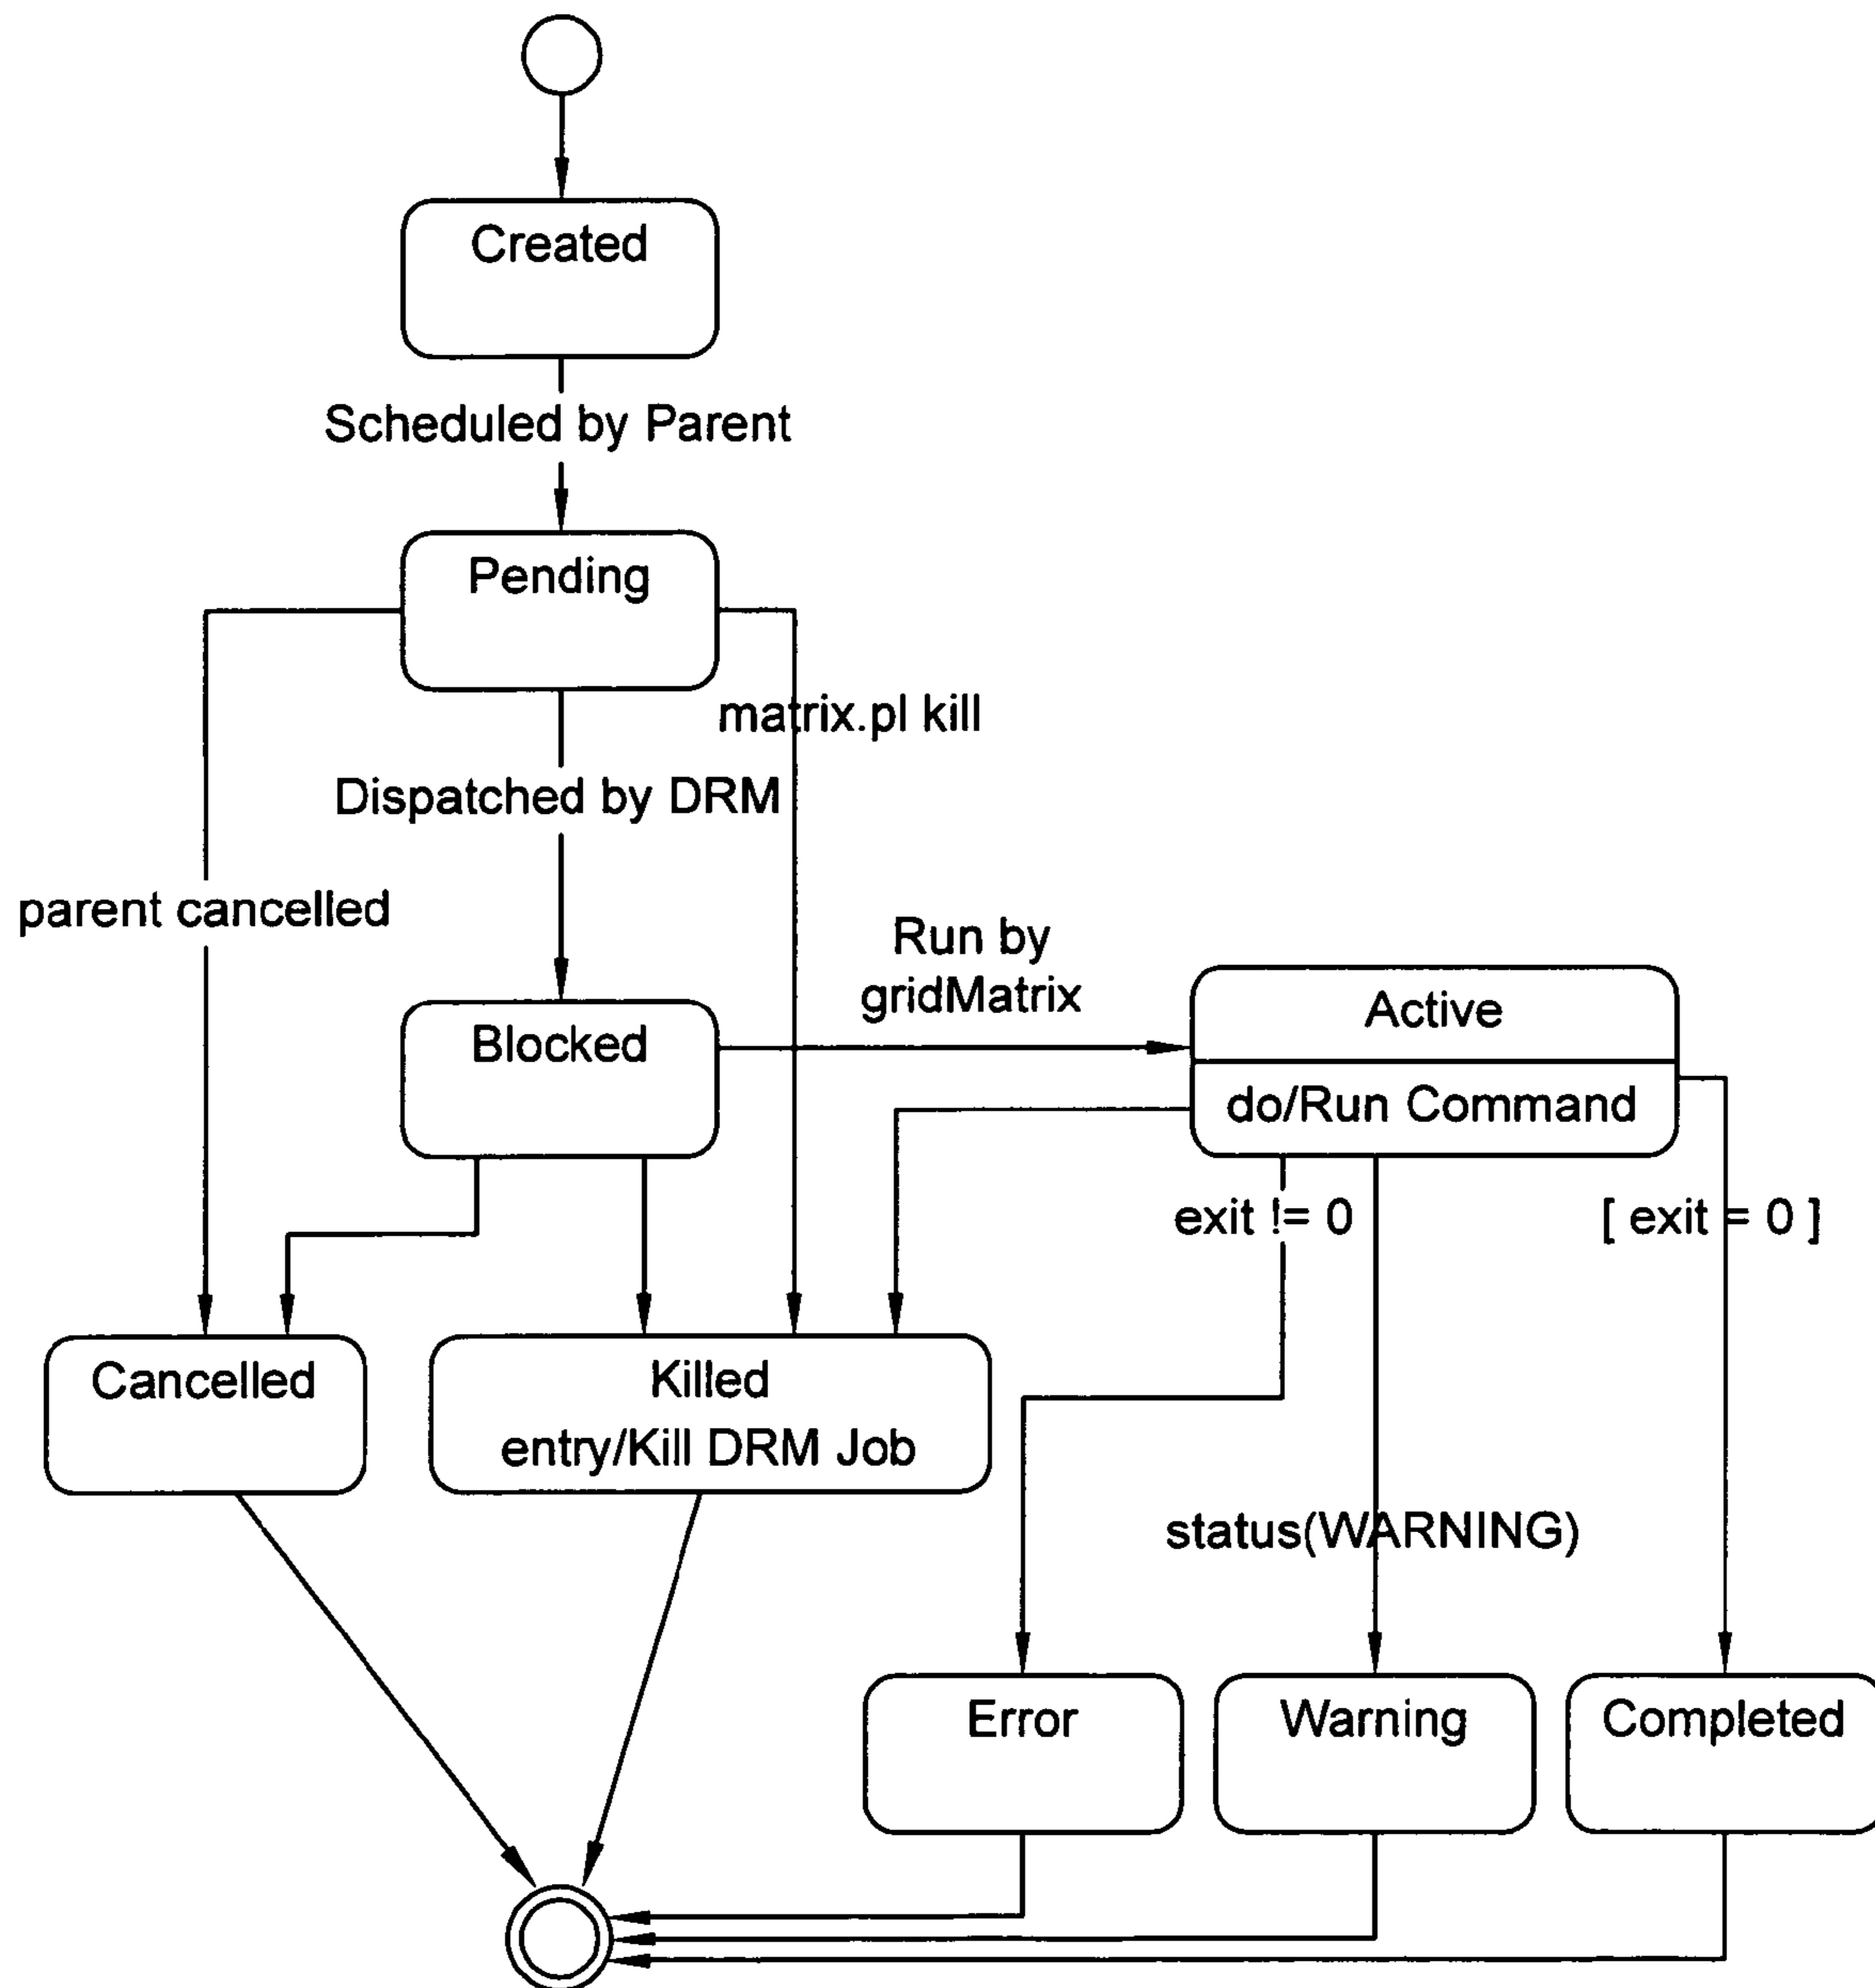 Created
Scheduled by Parent
Pending
matrix.pl kill
Dispatched by DRM
parent cancelled
Run by
gridMatrix
Active
Blocked
do/Run Command
exit != 0
[ exit = 0 ]
Cancelled
Killed
entry/Kill DRM Job
status(WARNING)
Error
Warning
Completed